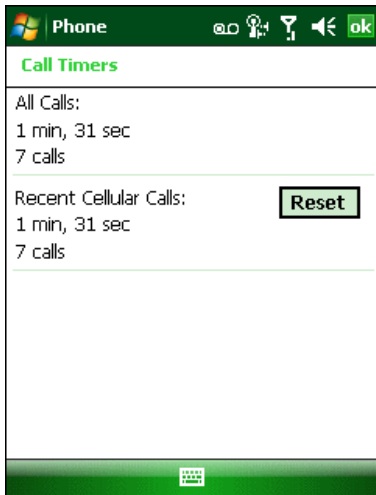 Phone
ok
Call Timers
All Calls:
1 min, 31 sec
7 calls
Recent Cellular Calls:
Reset
1 min, 31 sec
7 calls